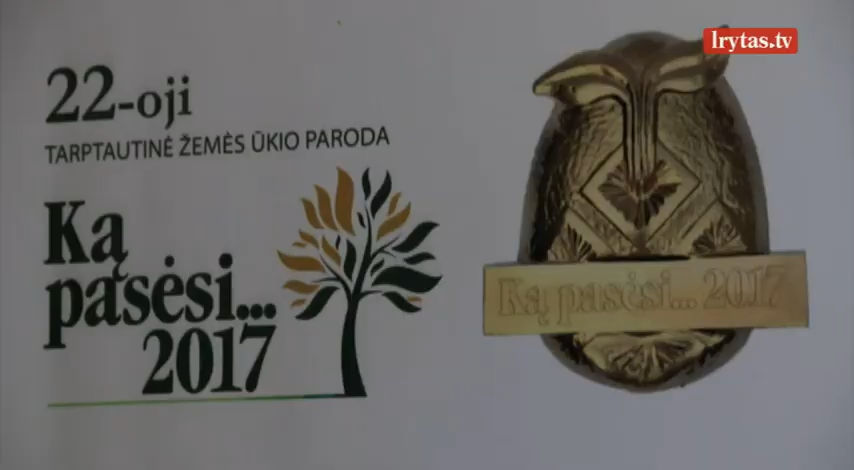 lrytas.tv
22-oji
TARPTAUTINĖ ŽEMĖS ŪKIO PARODA
Ką
pasėsi...
2017
Ką pasėsi... 2017